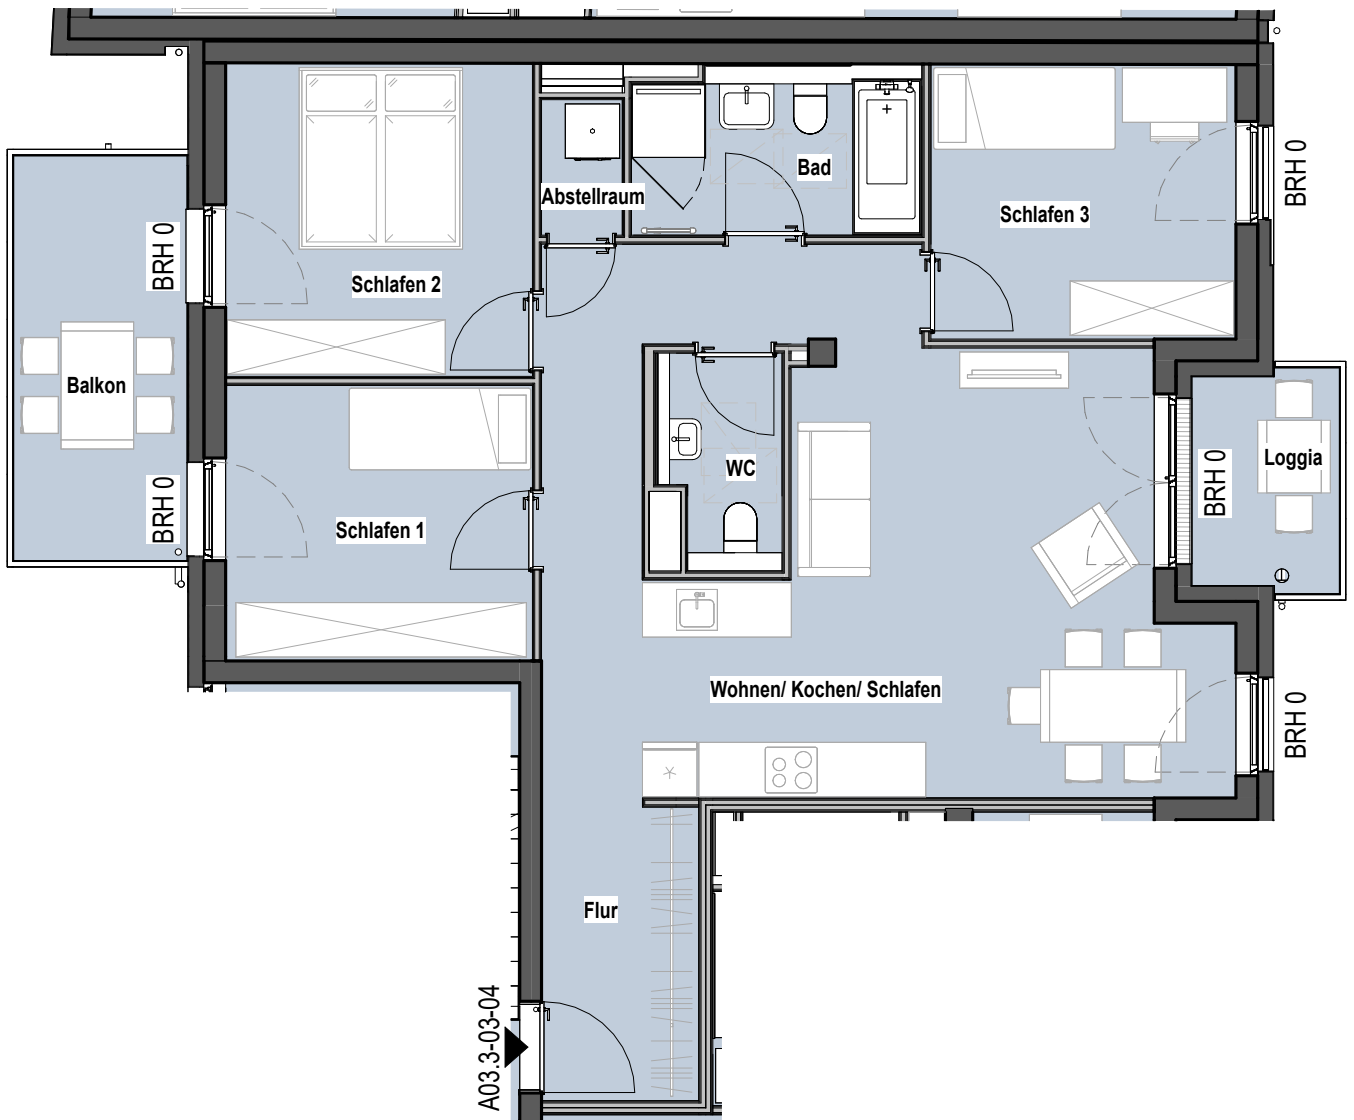 Bad
Abstellraum
Schlafen 3
BRH 0
BRH 0
Schlafen 2
Balkon
WC
Loggia
BRH 0
BRH 0
Schlafen 1
Wohnen/ Kochen/ Schlafen
BRH 0
Flur
A03.3-03-04